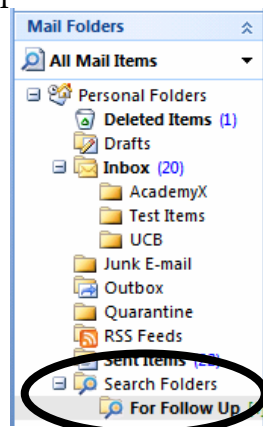 Mail Folders
All Mail Items
Personal Folders
Deleted Items (1)
Drafts
Inbox (20)
AcademyX
Test Items
UCB
Junk E-mail
Outbox
Quarantine
RSS Feeds
Sent Items
Search Folders
For Follow Up